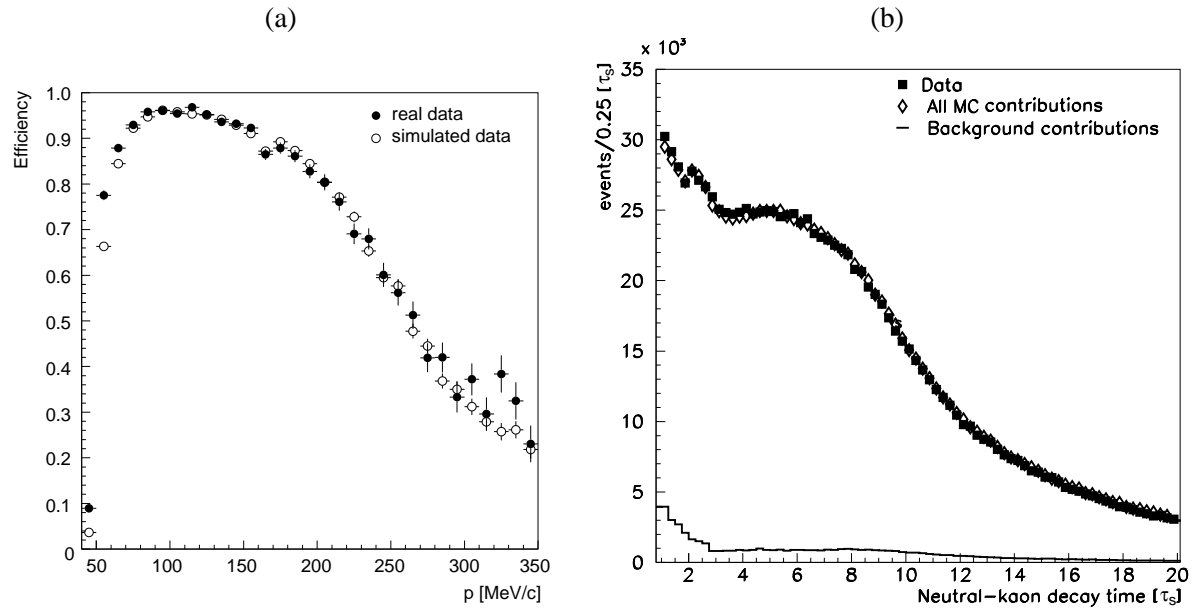 (a)
(b)
Efficiency
1.0
0.9
0.8
0.7
0.6
0.5
0.4
0.3
0.2
0.1
0
real data
simulated data
50 100 150 200 250 300 350
p [MeV/c]
× 10³
events/0.25 [τS]
35
30
25
20
15
10
5
0
Data
All MC contributions
Background contributions
2 4 6 8 10 12 14 16 18 20
Neutral-kaon decay time [τS]